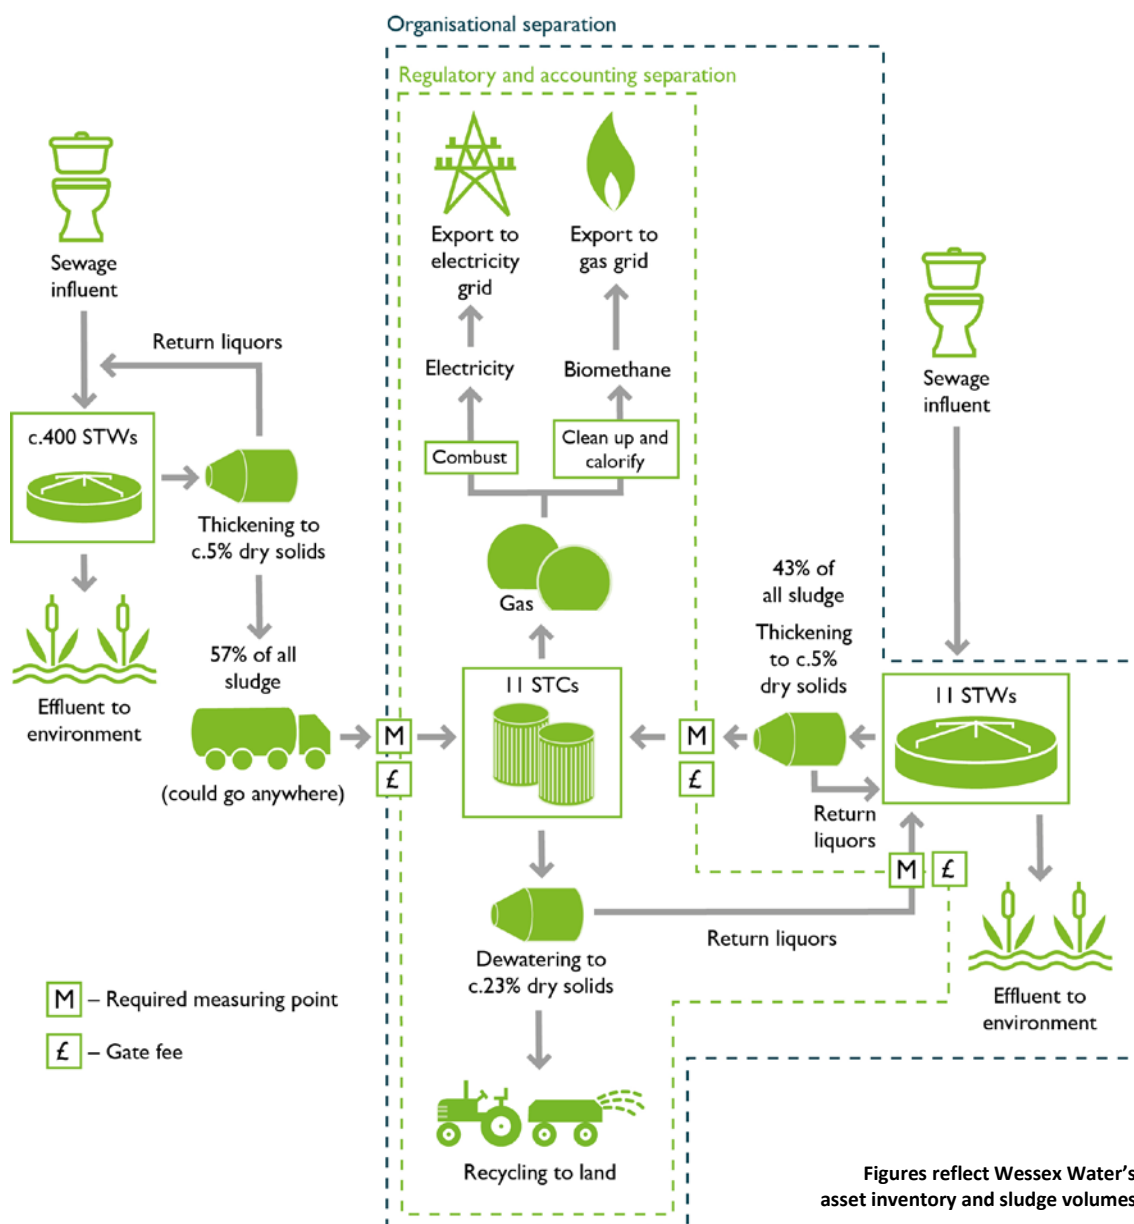 Organisational separation
Regulatory and accounting separation
Sewage
influent
Return liquors
c.400 STWs
Thickening to
c.5% dry solids
Effluent to
environment
57% of all
sludge
(could go anywhere)
M
£
Export to
electricity
grid
Export to
gas grid
Electricity
Biomethane
Combust
Clean up and
calorify
Gas
11 STCs
Dewatering to
c.23% dry solids
Recycling to land
Return liquors
43% of
all sludge
Thickening
to c.5%
dry solids
M
£
Return
liquors
M
£
Sewage
influent
11 STWs
Effluent to
environment
M – Required measuring point
£ – Gate fee
Figures reflect Wessex Water's
asset inventory and sludge volumes